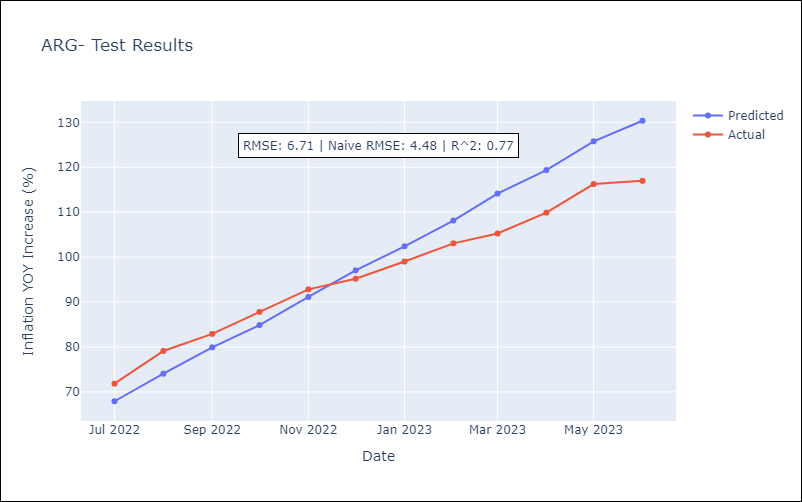 ARG- Test Results
Predicted
Actual
RMSE: 6.71 | Naive RMSE: 4.48 | R^2: 0.77
Inflation YOY Increase (%)
130
120
110
100
90
80
70
Jul 2022
Sep 2022
Nov 2022
Jan 2023
Mar 2023
May 2023
Date